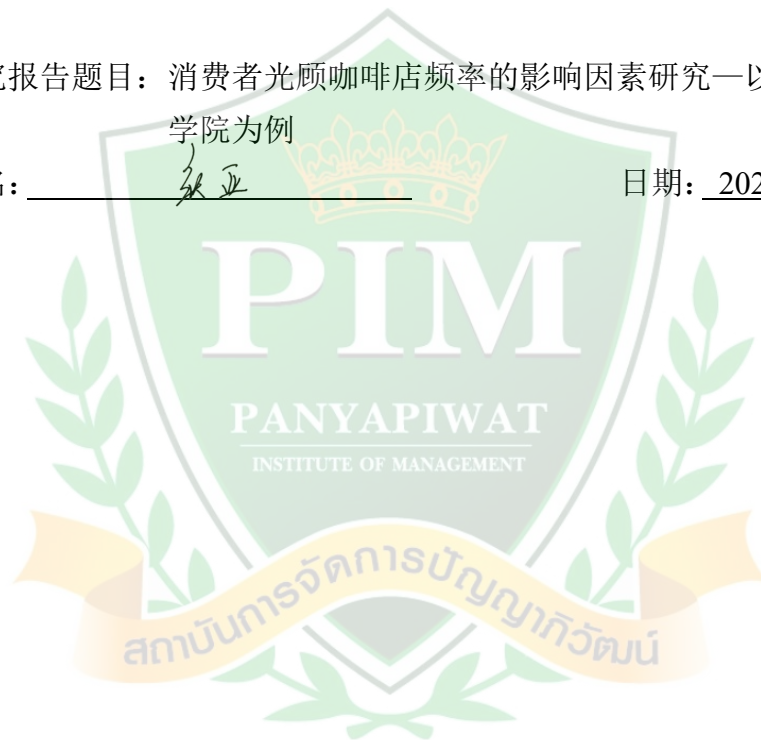 究报告题目：消费者光顾咖啡店频率的影响因素研究—以
学院为例
名： 亚 日期： 202
PIM
PANYAPIWAT
INSTITUTE OF MANAGEMENT
สถาบันการจัดการปัญญาภิวัฒน์